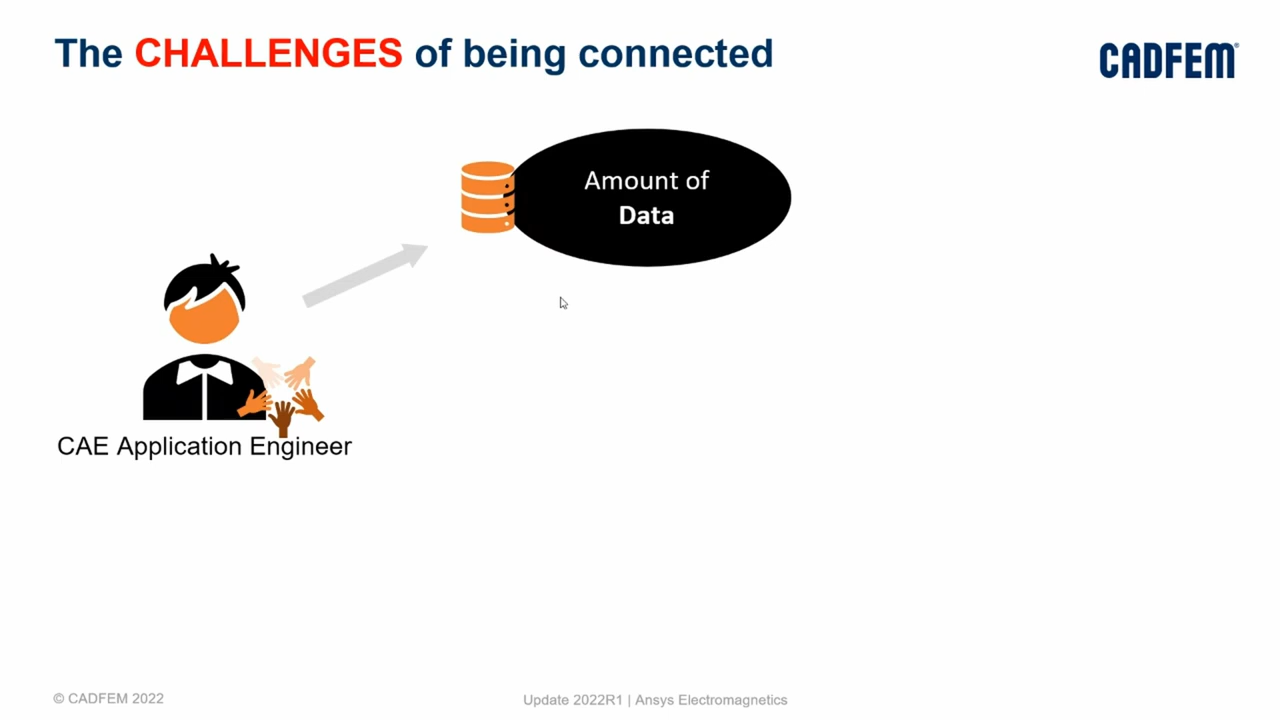 The CHALLENGES of being connected
CADFEM®
Amount of
Data
CAE Application Engineer
© CADFEM 2022
Update 2022R1 | Ansys Electromagnetics